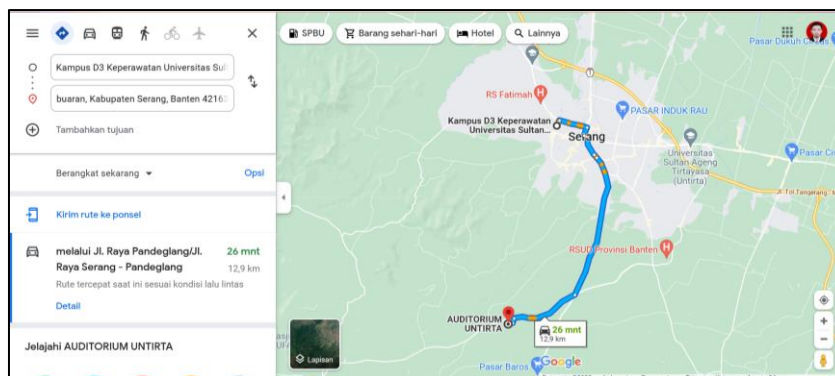 Kampus D3 Keperawatan Universitas Sul
buaran, Kabupaten Serang, Banten 4216
Tambahkan tujuan
Berangkat sekarang
Opsi
Kirim rute ke ponsel
melalui Jl. Raya Pandeglang/Jl.
Raya Serang - Pandeglang
26 mnt
12,9 km
Rute tercepat saat ini sesuai kondisi lalu lintas
Detail
Jelajahi AUDITORIUM UNTIRTA
SPBU
Barang sehari-hari
Hotel
Lainnya
Pasar Dukuh
RS Fatimah
PASAR INDUK RAU
Kampus D3 Keperawatan
Universitas Sultan...
Serang
Universitas
Sultan Ageng
Tirtayasa
(Untirta)
Pasar Ci
Jl. Tol Tangerang
RSUD Provinsi Banten
AUDITORIUM
UNTIRTA
26 mnt
12,9 km
Lapisan
Pasar Baros
Google